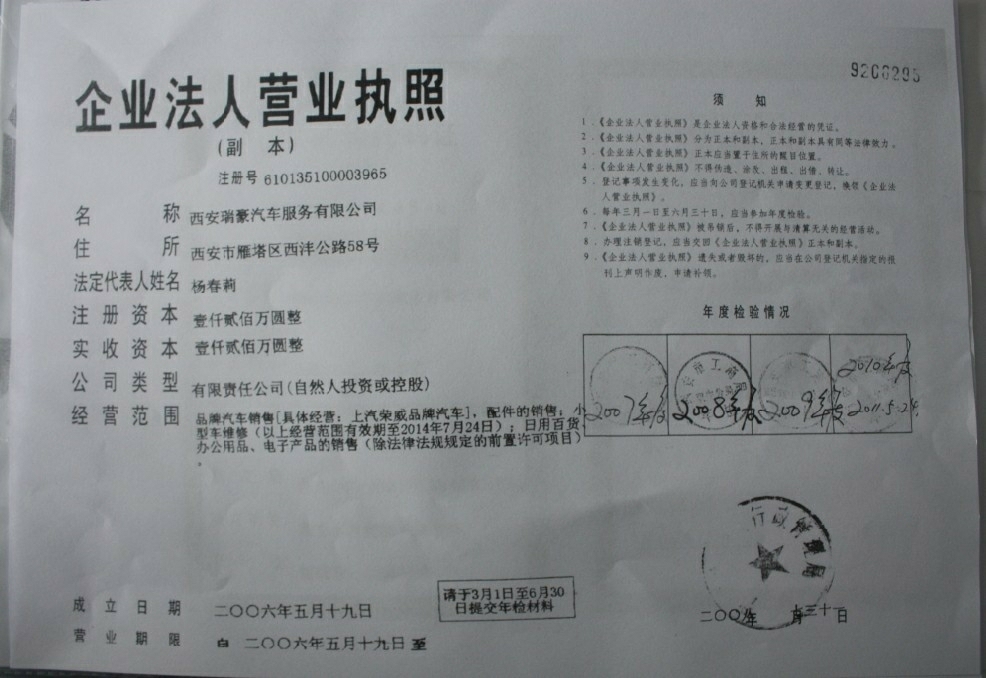 企业法人营业执照
(副 本)
注册号 610135100003965
名 称 西安瑞豪汽车服务有限公司
住 所 西安市雁塔区西沣公路58号
法定代表人姓名 杨春莉
注册资本 壹仟贰佰万圆整
实收资本 壹仟贰佰万圆整
公司类型 有限责任公司(自然人投资或控股)
经营范围 品牌汽车销售[具体经营：上汽荣威品牌汽车]，配件的销售；小
型车维修（以上经营范围有效期至2014年7月24日）；日用百货、
办公用品、电子产品的销售（除法律法规规定的前置许可项目）
。
成立日期 二〇〇六年五月十九日
营业期限 自 二〇〇六年五月十九日 至
请于3月1日至6月30
日提交年检材料
9206295
须 知
1．《企业法人营业执照》是企业法人资格和合法经营的凭证。
2．《企业法人营业执照》分为正本和副本，正本和副本具有同等法律效力。
3．《企业法人营业执照》正本应当置于住所的醒目位置。
4．《企业法人营业执照》不得伪造、涂改、出租、出借、转让。
5．登记事项发生变化，应当向公司登记机关申请变更登记，换领《企业法
人营业执照》。
6．每年三月一日至六月三十日，应当参加年度检验。
7．《企业法人营业执照》被吊销后，不得开展与清算无关的经营活动。
8．办理注销登记，应当交回《企业法人营业执照》正本和副本。
9．《企业法人营业执照》遗失或者毁坏的，应当在公司登记机关指定的报
刊上声明作废，申请补领。
年度检验情况
2007年度
2008年度
2009年度
2010年度
2011.5.24
行政管理局
二〇〇 年 月三十日